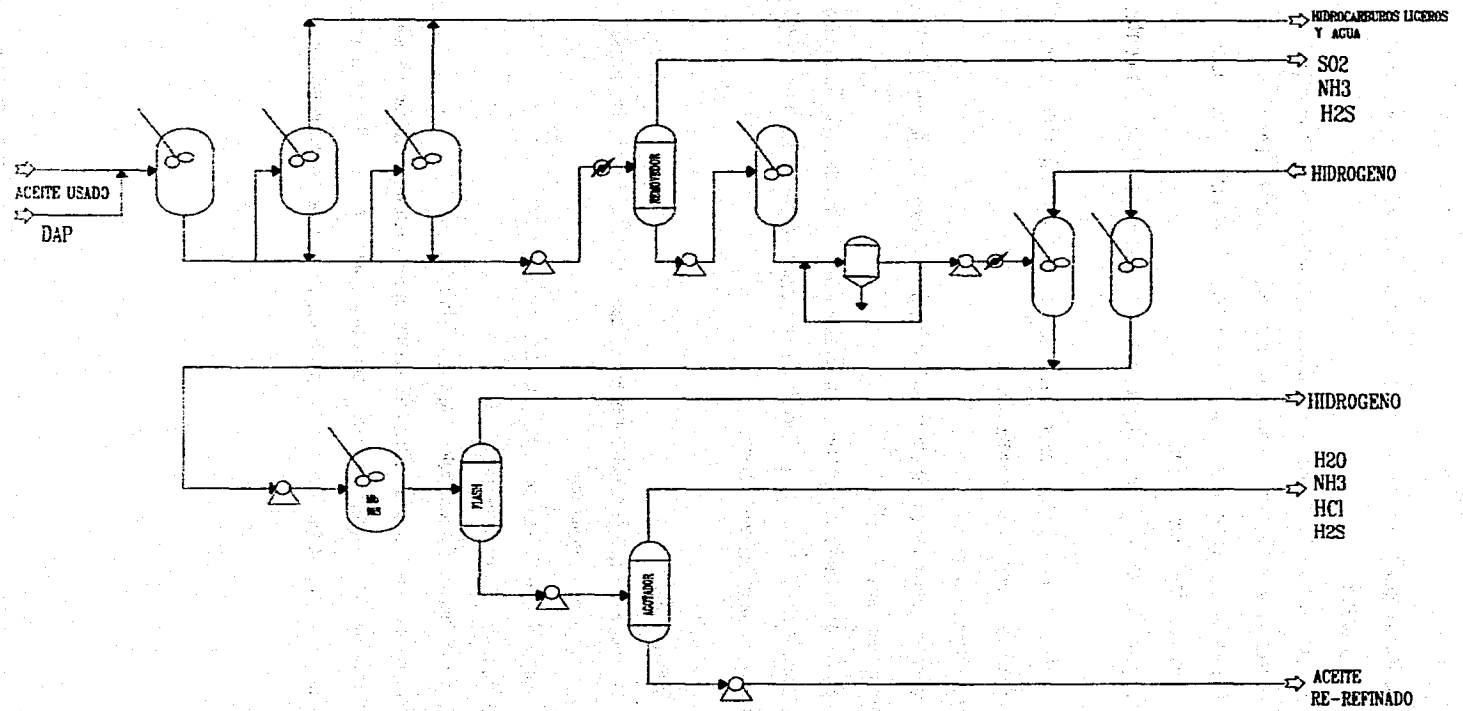 HIDROCARBUROS LIGEROS
Y AGUA
SO2
NH3
H2S
ACEITE USADO
DAP
REMOVEDOR
HIDROGENO
HIDROGENO
FLASH
H2O
NH3
HCl
H2S
AGOTADOR
ACEITE
RE-REFINADO